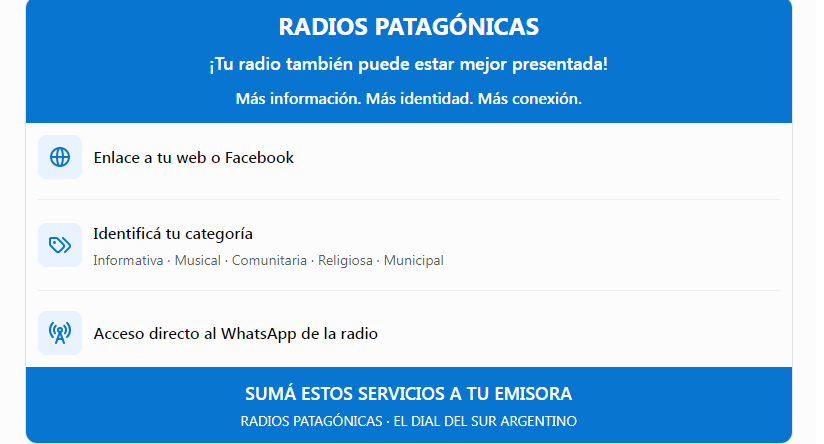 RADIOS PATAGÓNICAS
¡Tu radio también puede estar mejor presentada!
Más información. Más identidad. Más conexión.
Enlace a tu web o Facebook
Identificá tu categoría
Informativa · Musical · Comunitaria · Religiosa · Municipal
Acceso directo al WhatsApp de la radio
SUMÁ ESTOS SERVICIOS A TU EMISORA
RADIOS PATAGÓNICAS · EL DIAL DEL SUR ARGENTINO